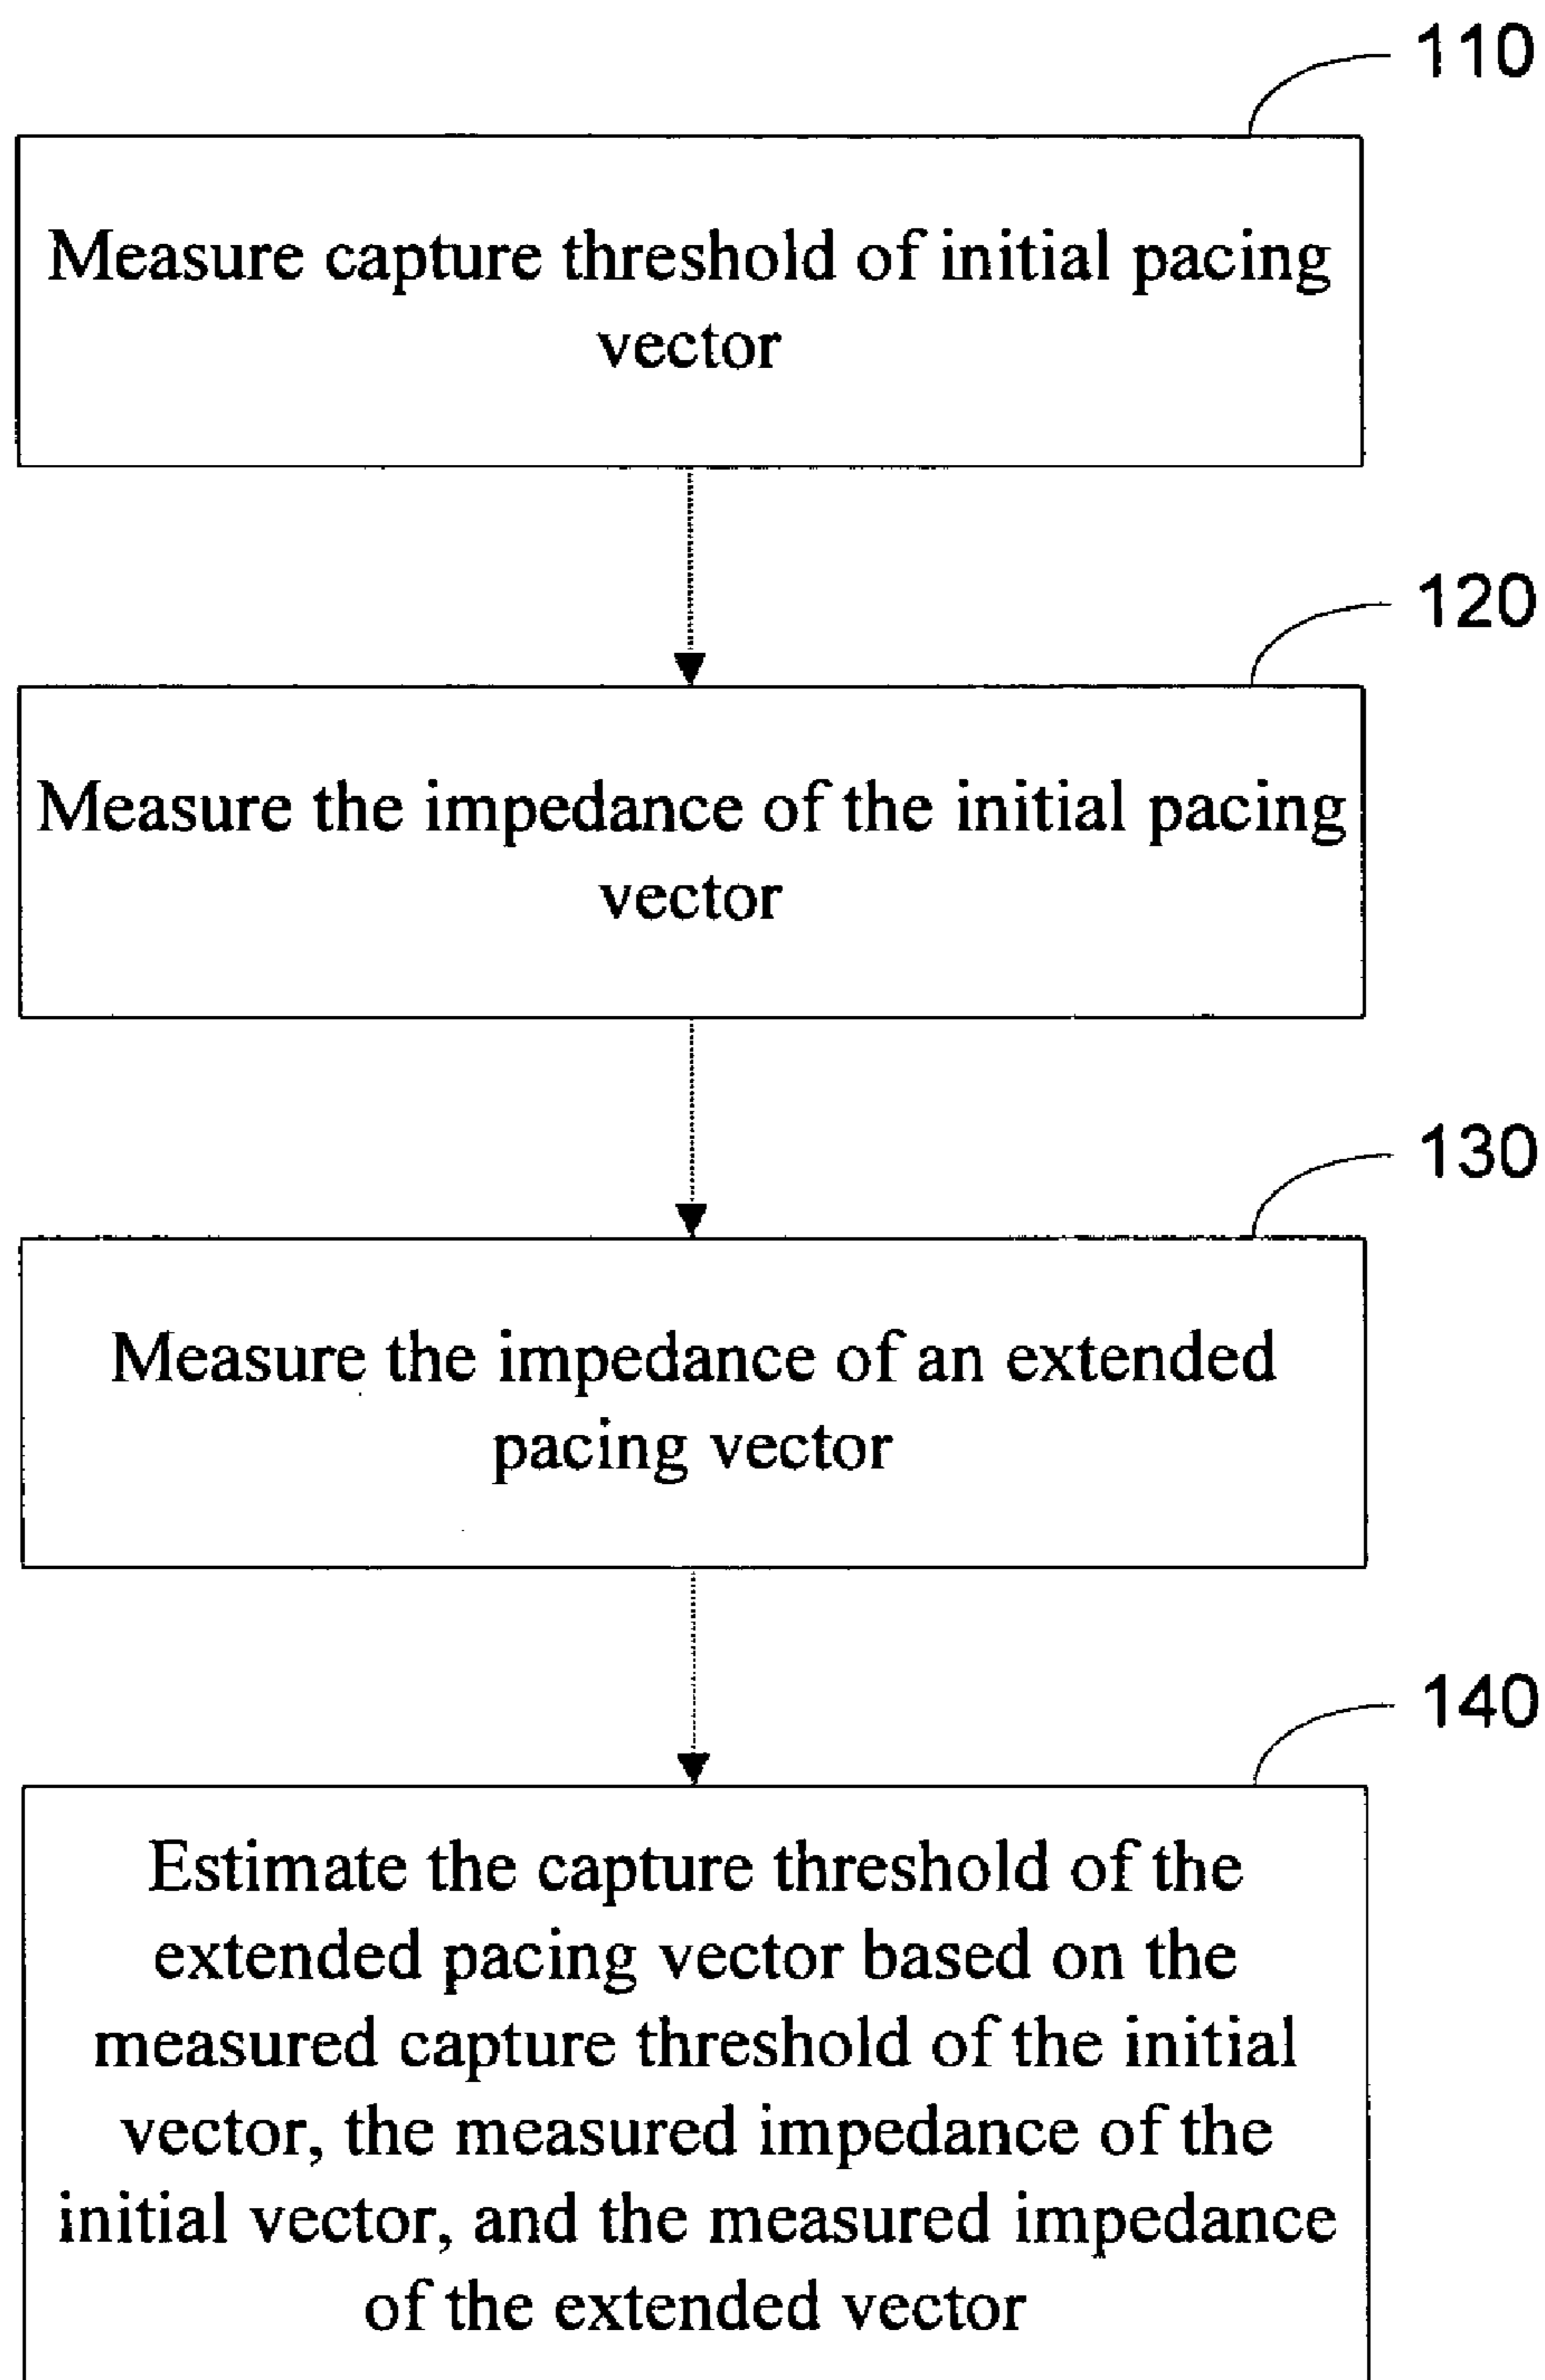 110
Measure capture threshold of initial pacing
vector
120
Measure the impedance of the initial pacing
vector
130
Measure the impedance of an extended
pacing vector
140
Estimate the capture threshold of the
extended pacing vector based on the
measured capture threshold of the initial
vector, the measured impedance of the
initial vector, and the measured impedance
of the extended vector